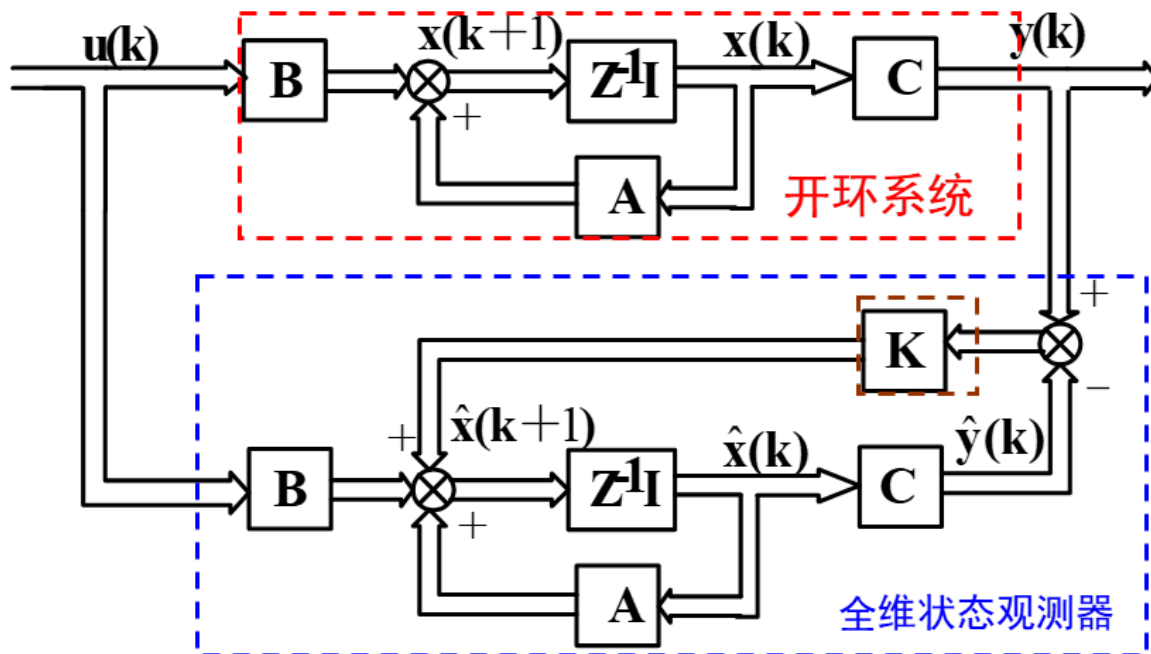 u(k)
B
x(k+1)
Z⁻¹I
x(k)
C
y(k)
+
A
开环系统
+
K
−
+
x̂(k+1)
x̂(k)
ŷ(k)
B
Z⁻¹I
C
+
A
全维状态观测器